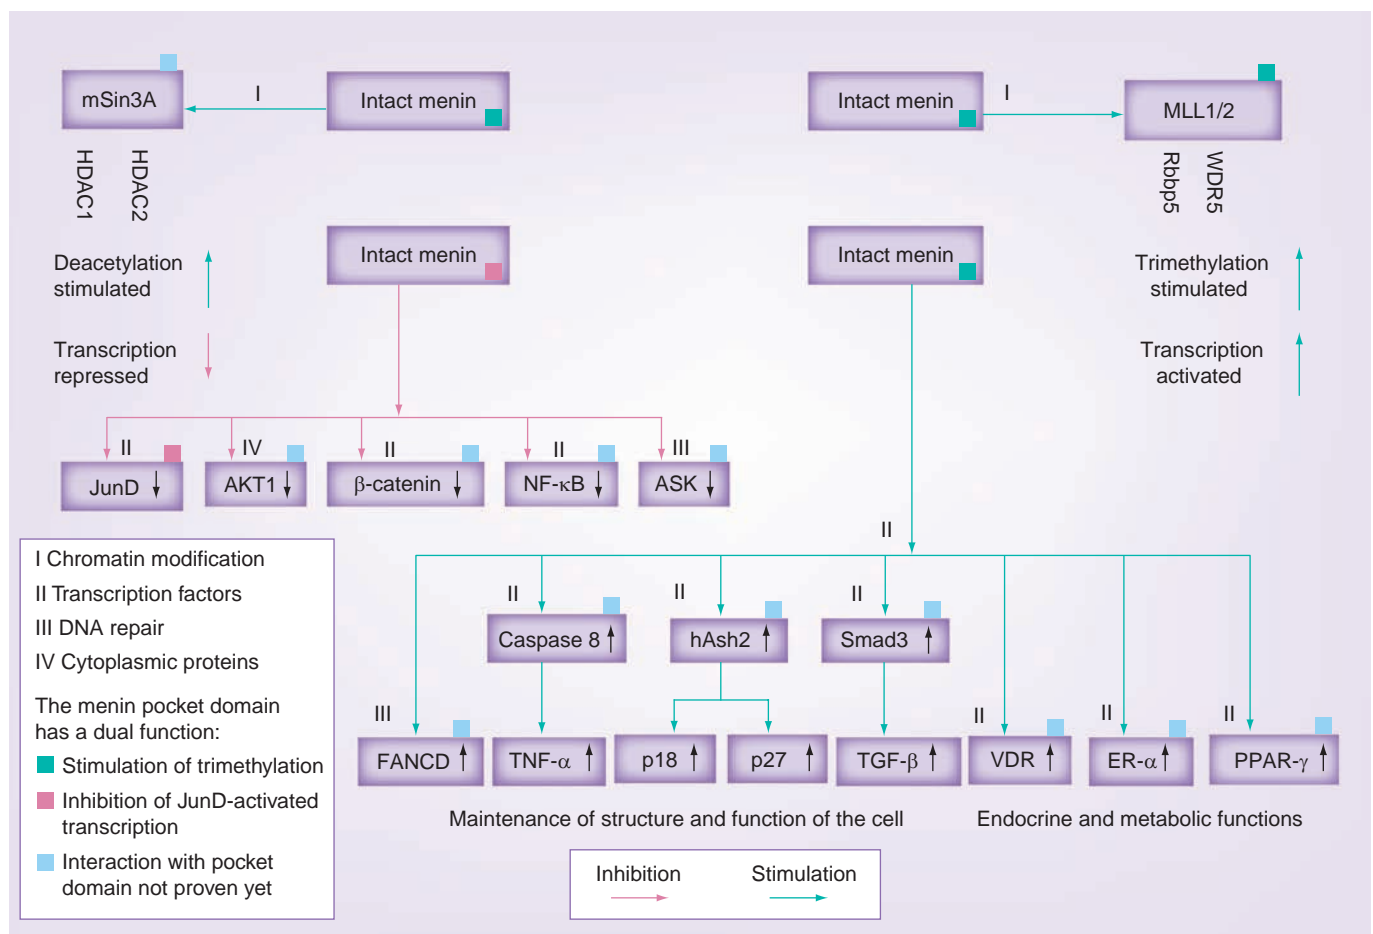 mSin3A
I
Intact menin
Intact menin
I
MLL1/2
HDAC1
HDAC2
Rbbp5
WDR5
Intact menin
Intact menin
Deacetylation
stimulated
Trimethylation
stimulated
Transcription
repressed
Transcription
activated
II
IV
II
II
III
JunD
AKT1
β-catenin
NF-κB
ASK
II
I Chromatin modification
II Transcription factors
III DNA repair
IV Cytoplasmic proteins
The menin pocket domain
has a dual function:
Stimulation of trimethylation
Inhibition of JunD-activated
transcription
Interaction with pocket
domain not proven yet
II
II
II
Caspase 8
hAsh2
Smad3
III
II
II
II
FANCD
TNF-α
p18
p27
TGF-β
VDR
ER-α
PPAR-γ
Maintenance of structure and function of the cell
Endocrine and metabolic functions
Inhibition
Stimulation